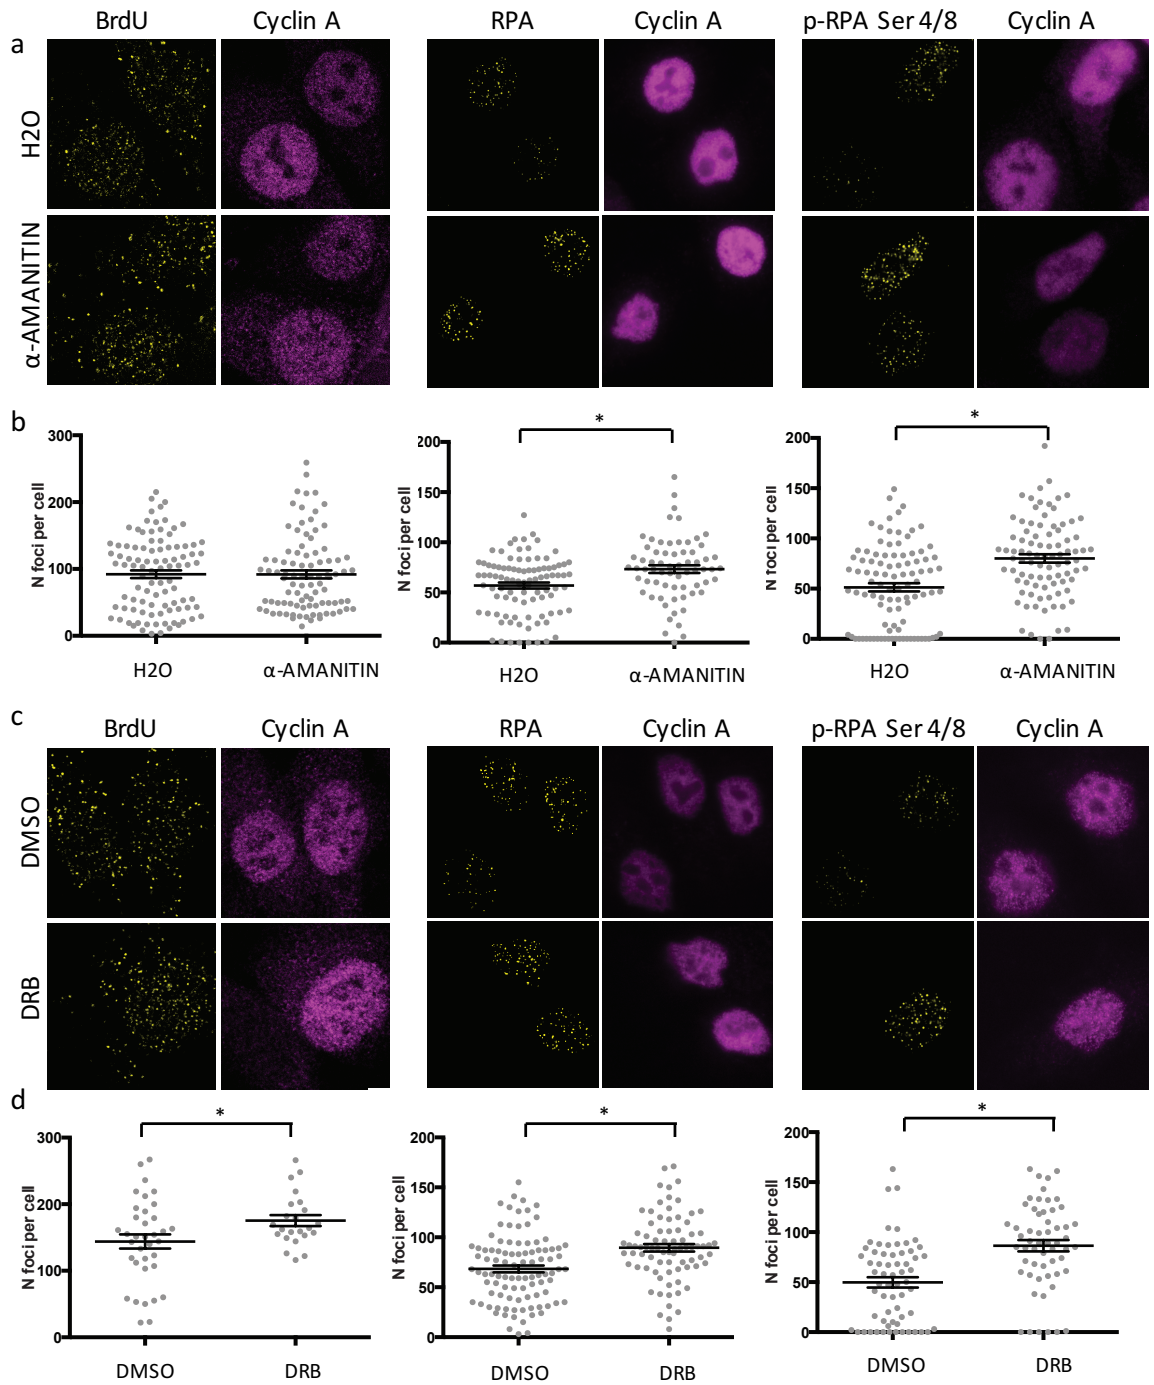 a
BrdU Cyclin A RPA Cyclin A p-RPA Ser 4/8 Cyclin A
H2O
α-AMANITIN
b
N foci per cell
300
200
100
0
H2O α-AMANITIN
*
N foci per cell
200
150
100
50
0
H2O α-AMANITIN
*
N foci per cell
200
150
100
50
0
H2O α-AMANITIN
c
BrdU Cyclin A RPA Cyclin A p-RPA Ser 4/8 Cyclin A
DMSO
DRB
d
*
N foci per cell
300
200
100
0
DMSO DRB
*
N foci per cell
200
150
100
50
0
DMSO DRB
*
N foci per cell
200
150
100
50
0
DMSO DRB